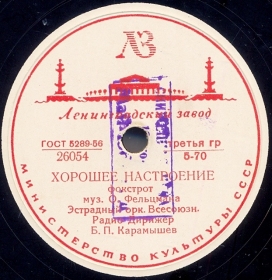 ЛЗ
Ленинградский завод
ГОСТ 5289-56
третья гр
26054
5-70
ХОРОШЕЕ НАСТРОЕНИЕ
фокстрот
муз. О. Фельцмана
Эстрадный орк. Всесоюзн.
Радио Дирижер
Б. П. Карамышев
МИНИСТЕРСТВО КУЛЬТУРЫ СССР